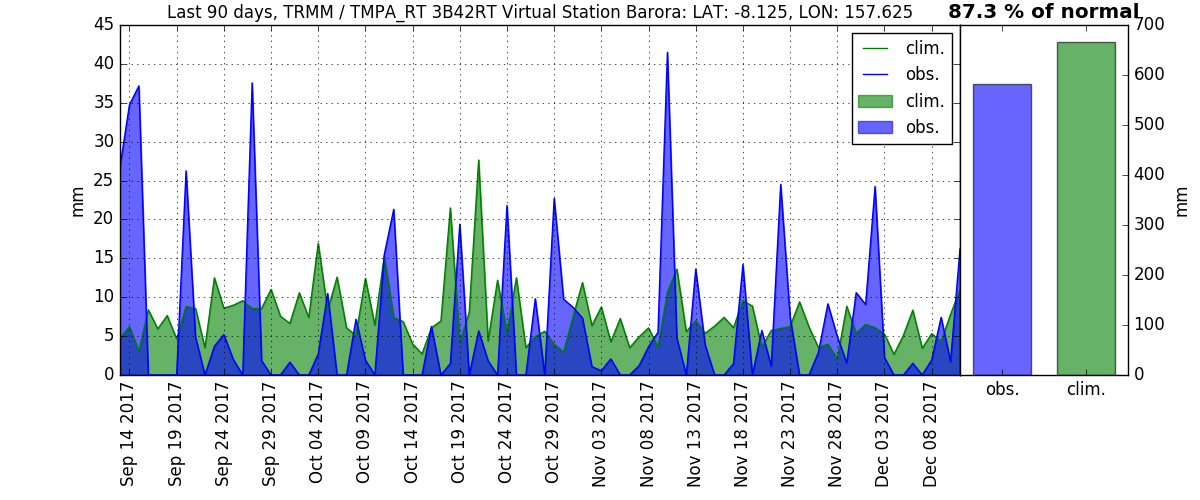 Last 90 days, TRMM / TMPA_RT 3B42RT Virtual Station Barora: LAT: -8.125, LON: 157.625
87.3 % of normal
45
40
35
30
25
20
15
10
5
0
mm
clim.
obs.
clim.
obs.
700
600
500
400
300
200
100
0
mm
obs.
clim.
Sep 14 2017
Sep 19 2017
Sep 24 2017
Sep 29 2017
Oct 04 2017
Oct 09 2017
Oct 14 2017
Oct 19 2017
Oct 24 2017
Oct 29 2017
Nov 03 2017
Nov 08 2017
Nov 13 2017
Nov 18 2017
Nov 23 2017
Nov 28 2017
Dec 03 2017
Dec 08 2017